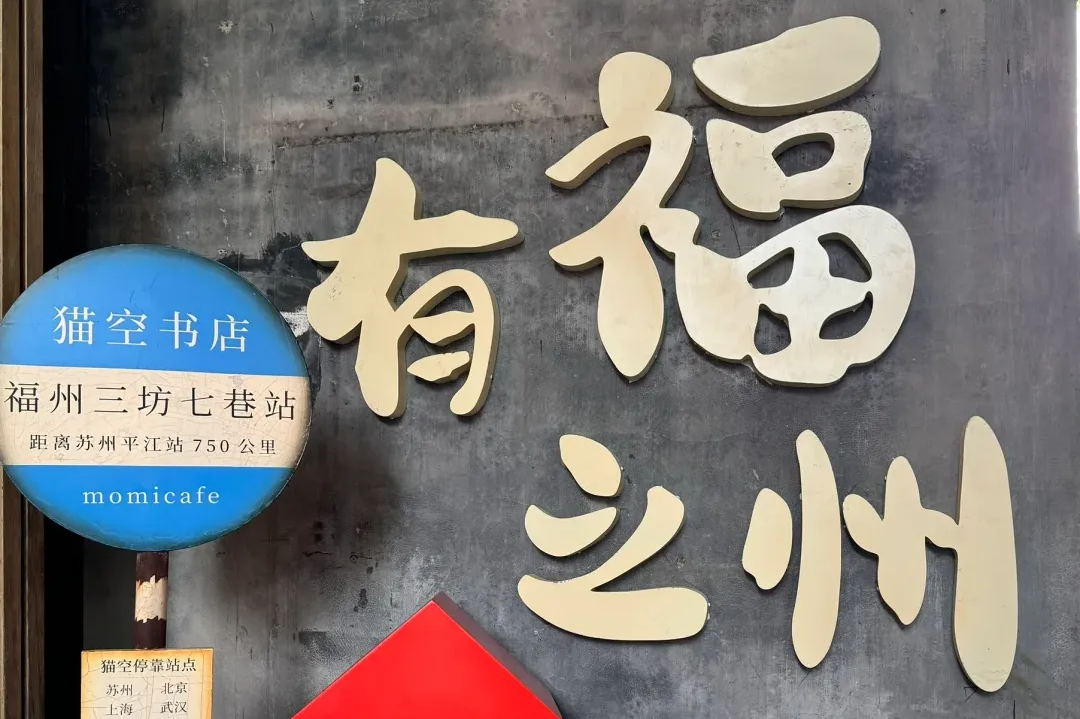 有福
之州
猫空书店
福州三坊七巷站
距离苏州平江站 750 公里
momicafe
猫空停靠站点
苏州 北京
上海 武汉